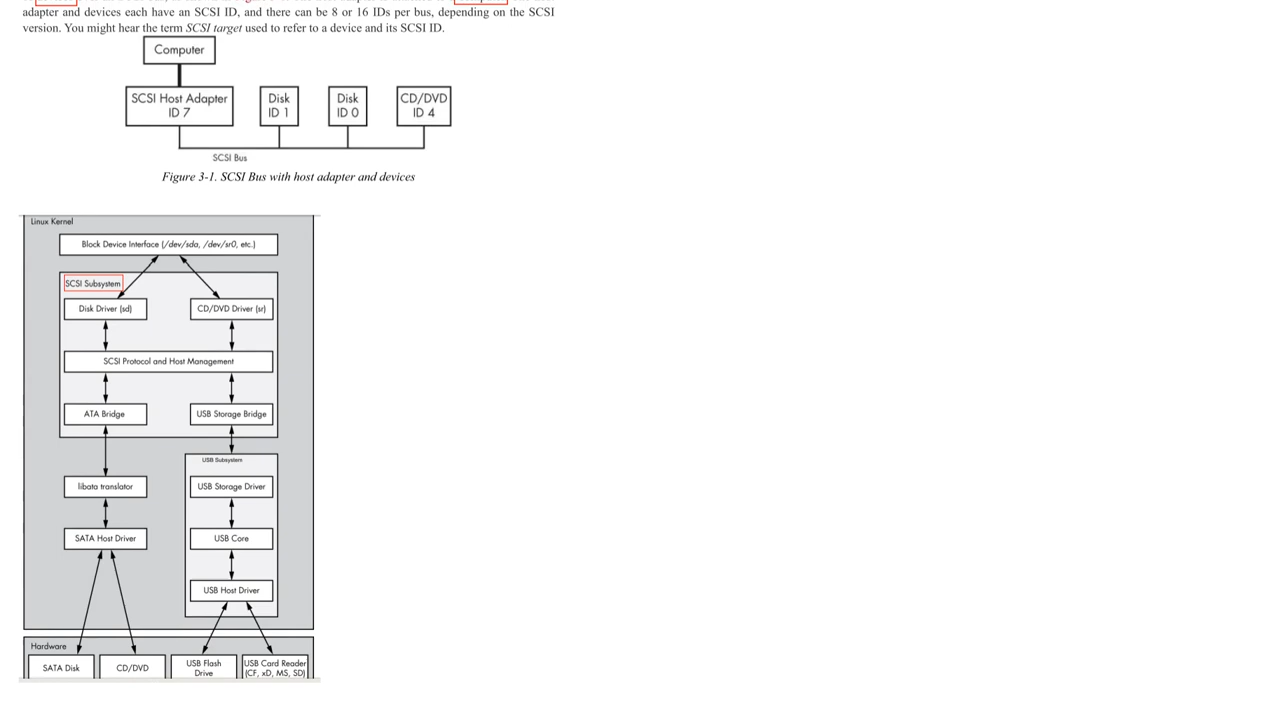 adapter and devices each have an SCSI ID, and there can be 8 or 16 IDs per bus, depending on the SCSI
version. You might hear the term SCSI target used to refer to a device and its SCSI ID.
Computer
SCSI Host Adapter
ID 7
Disk
ID 1
Disk
ID 0
CD/DVD
ID 4
SCSI Bus
Figure 3-1. SCSI Bus with host adapter and devices
Linux Kernel
Block Device Interface (/dev/sda, /dev/sr0, etc.)
SCSI Subsystem
Disk Driver (sd)
CD/DVD Driver (sr)
SCSI Protocol and Host Management
ATA Bridge
USB Storage Bridge
USB Subsystem
libata translator
USB Storage Driver
SATA Host Driver
USB Core
USB Host Driver
Hardware
SATA Disk
CD/DVD
USB Flash
Drive
USB Card Reader
(CF, xD, MS, SD)